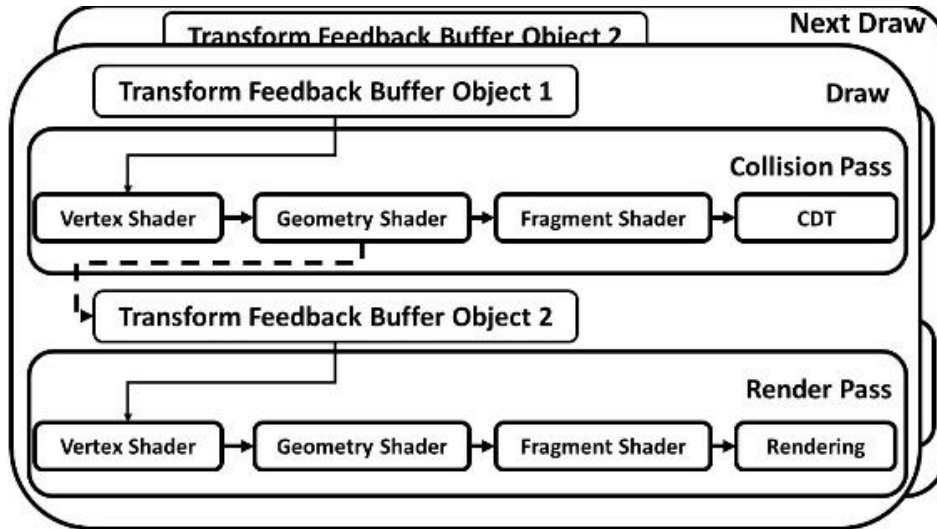 Next Draw
Transform Feedback Buffer Object 2
Transform Feedback Buffer Object 1
Draw
Collision Pass
Vertex Shader
Geometry Shader
Fragment Shader
CDT
Transform Feedback Buffer Object 2
Render Pass
Vertex Shader
Geometry Shader
Fragment Shader
Rendering